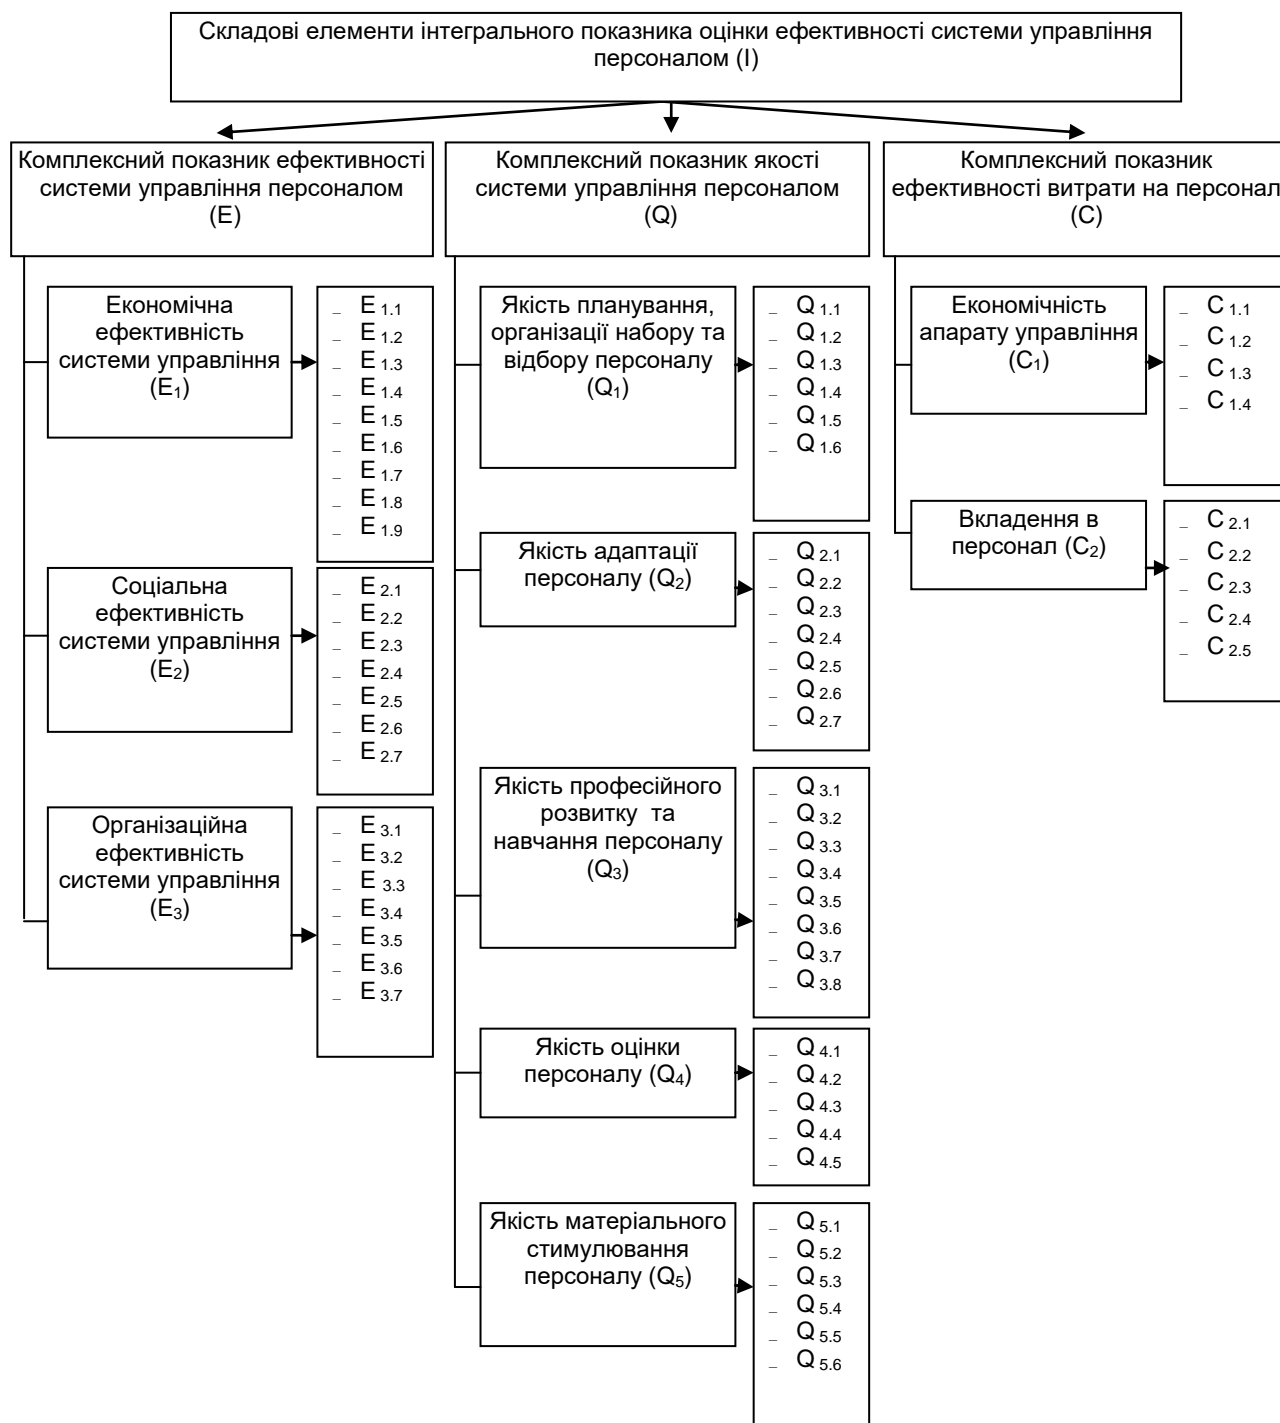 Складові елементи інтегрального показника оцінки ефективності системи управління
персоналом (I)
Комплексний показник ефективності
системи управління персоналом
(E)
Економічна
ефективність
системи управління
(E₁)
_ E 1.1
_ E 1.2
_ E 1.3
_ E 1.4
_ E 1.5
_ E 1.6
_ E 1.7
_ E 1.8
_ E 1.9
Соціальна
ефективність
системи управління
(E₂)
_ E 2.1
_ E 2.2
_ E 2.3
_ E 2.4
_ E 2.5
_ E 2.6
_ E 2.7
Організаційна
ефективність
системи управління
(E₃)
_ E 3.1
_ E 3.2
_ E 3.3
_ E 3.4
_ E 3.5
_ E 3.6
_ E 3.7
Комплексний показник якості
системи управління персоналом
(Q)
Якість планування,
організації набору та
відбору персоналу
(Q₁)
_ Q 1.1
_ Q 1.2
_ Q 1.3
_ Q 1.4
_ Q 1.5
_ Q 1.6
Якість адаптації
персоналу (Q₂)
_ Q 2.1
_ Q 2.2
_ Q 2.3
_ Q 2.4
_ Q 2.5
_ Q 2.6
_ Q 2.7
Якість професійного
розвитку та
навчання персоналу
(Q₃)
_ Q 3.1
_ Q 3.2
_ Q 3.3
_ Q 3.4
_ Q 3.5
_ Q 3.6
_ Q 3.7
_ Q 3.8
Якість оцінки
персоналу (Q₄)
_ Q 4.1
_ Q 4.2
_ Q 4.3
_ Q 4.4
_ Q 4.5
Якість матеріального
стимулювання
персоналу (Q₅)
_ Q 5.1
_ Q 5.2
_ Q 5.3
_ Q 5.4
_ Q 5.5
_ Q 5.6
Комплексний показник
ефективності витрати на персонал
(C)
Економічність
апарату управління
(C₁)
_ C 1.1
_ C 1.2
_ C 1.3
_ C 1.4
Вкладення в
персонал (C₂)
_ C 2.1
_ C 2.2
_ C 2.3
_ C 2.4
_ C 2.5